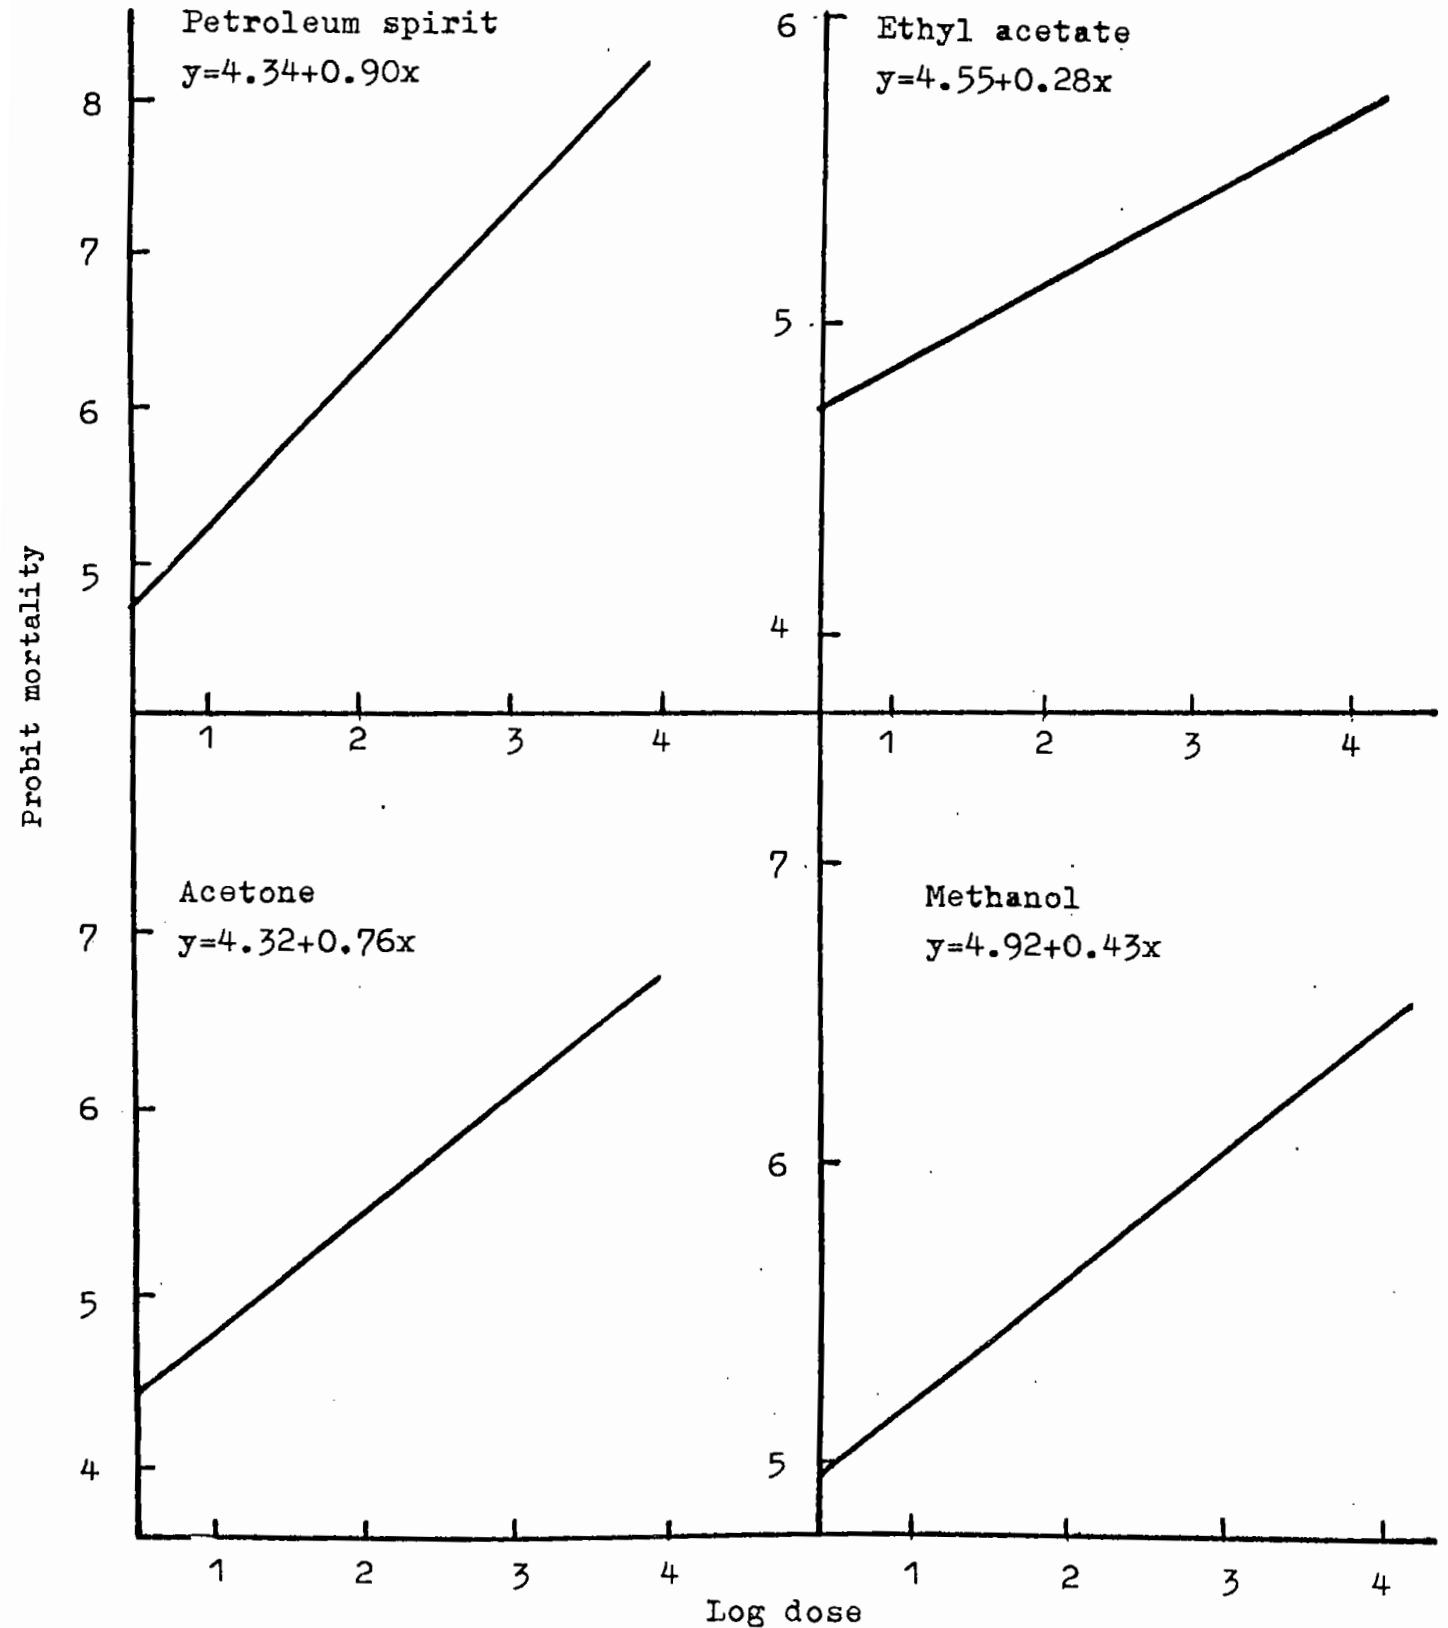 Petroleum spirit
y=4.34+0.90x
8
7
6
5
1 2 3 4
6
Ethyl acetate
y=4.55+0.28x
5
4
1 2 3 4
Probit mortality
Acetone
y=4.32+0.76x
7
6
5
4
1 2 3 4
7
Methanol
y=4.92+0.43x
6
5
1 2 3 4
Log dose